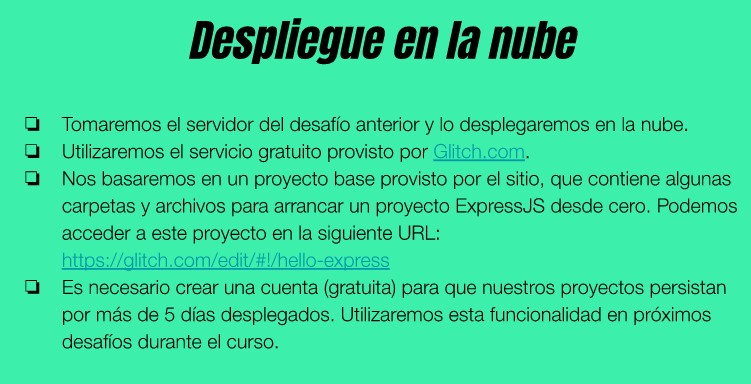 Despliegue en la nube
❏ Tomaremos el servidor del desafío anterior y lo desplegaremos en la nube.
❏ Utilizaremos el servicio gratuito provisto por Glitch.com.
❏ Nos basaremos en un proyecto base provisto por el sitio, que contiene algunas
carpetas y archivos para arrancar un proyecto ExpressJS desde cero. Podemos
acceder a este proyecto en la siguiente URL:
https://glitch.com/edit/#!/hello-express
❏ Es necesario crear una cuenta (gratuita) para que nuestros proyectos persistan
por más de 5 días desplegados. Utilizaremos esta funcionalidad en próximos
desafíos durante el curso.